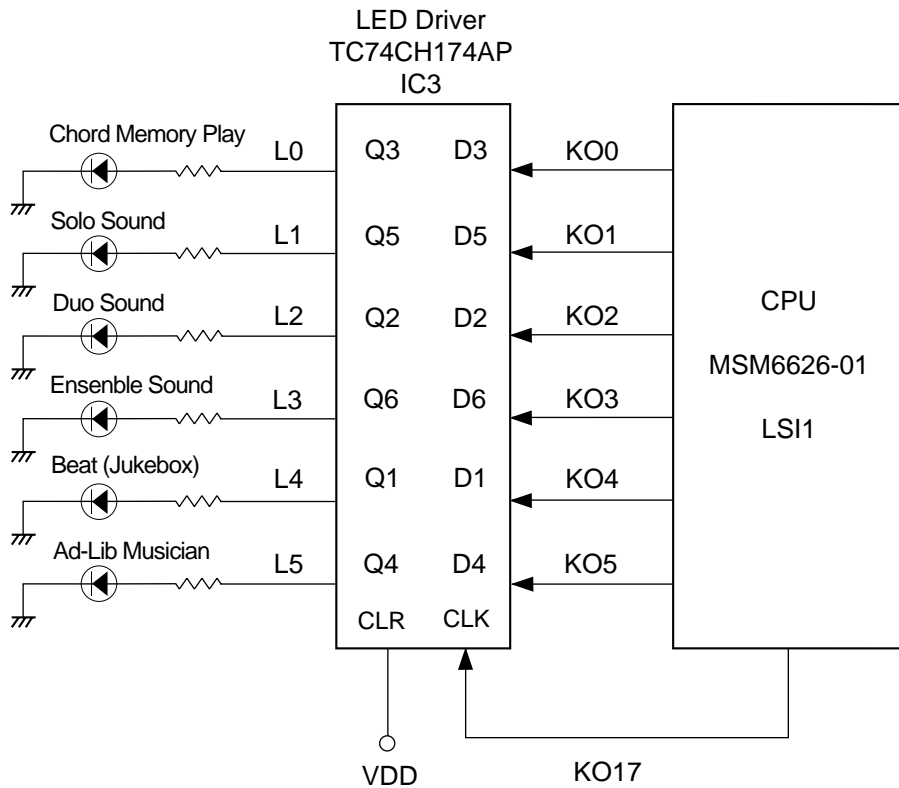 LED Driver
TC74CH174AP
IC3
Chord Memory Play
L0
Q3
D3
KO0
Solo Sound
L1
Q5
D5
KO1
Duo Sound
L2
Q2
D2
KO2
CPU
MSM6626-01
LSI1
Ensenble Sound
L3
Q6
D6
KO3
Beat (Jukebox)
L4
Q1
D1
KO4
Ad-Lib Musician
L5
Q4
D4
KO5
CLR
CLK
VDD
KO17